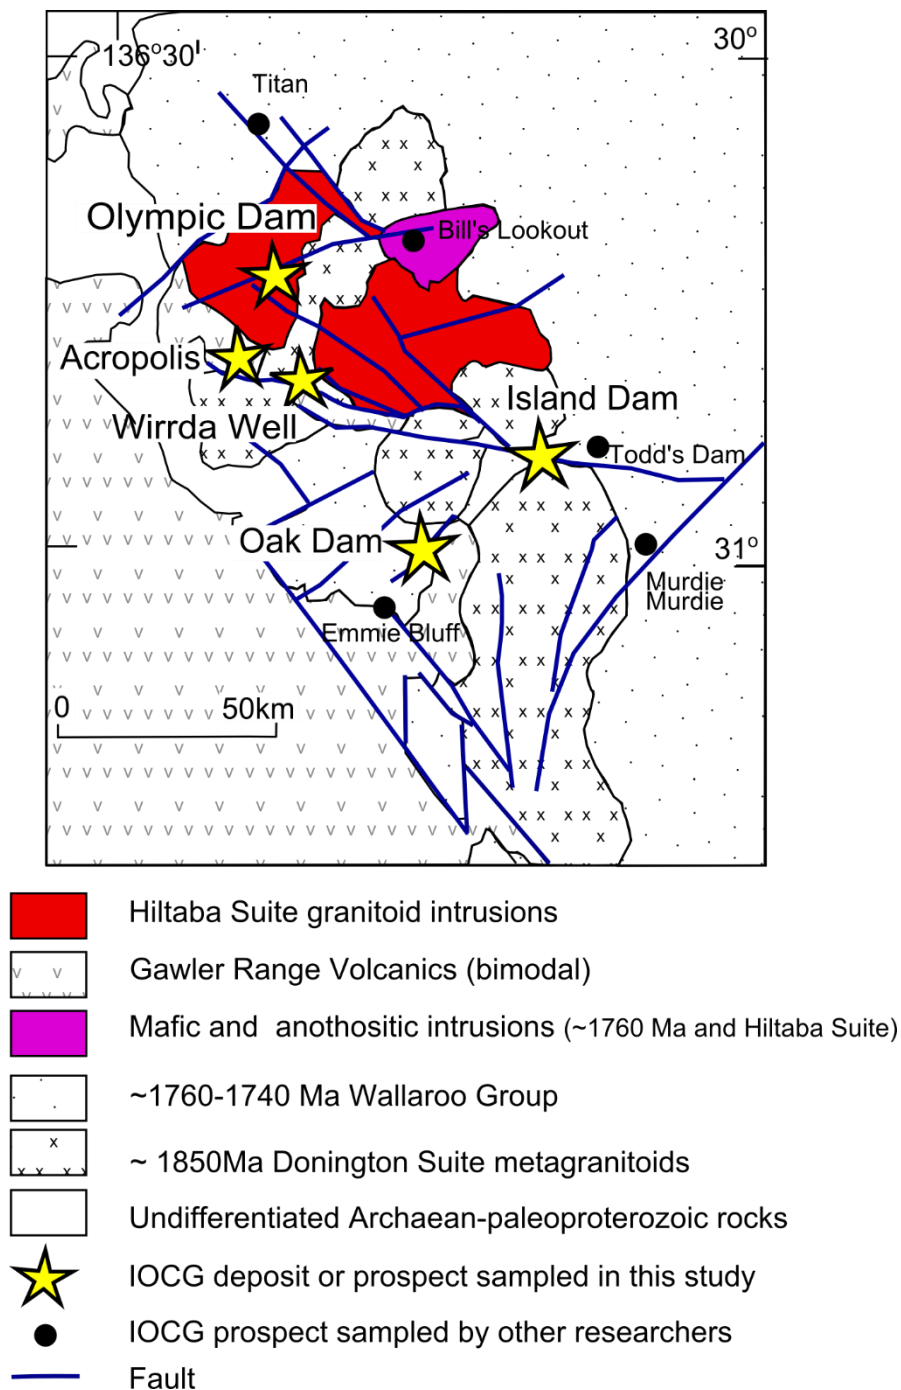 136°30'
30°
Titan
Olympic Dam
Bill's Lookout
Acropolis
Island Dam
Wirrda Well
Todd's Dam
Oak Dam
31°
Murdie
Murdie
Emmie Bluff
0
50km
Hiltaba Suite granitoid intrusions
Gawler Range Volcanics (bimodal)
Mafic and anothositic intrusions (~1760 Ma and Hiltaba Suite)
~1760-1740 Ma Wallaroo Group
~ 1850Ma Donington Suite metagranitoids
Undifferentiated Archaean-paleoproterozoic rocks
IOCG deposit or prospect sampled in this study
IOCG prospect sampled by other researchers
Fault